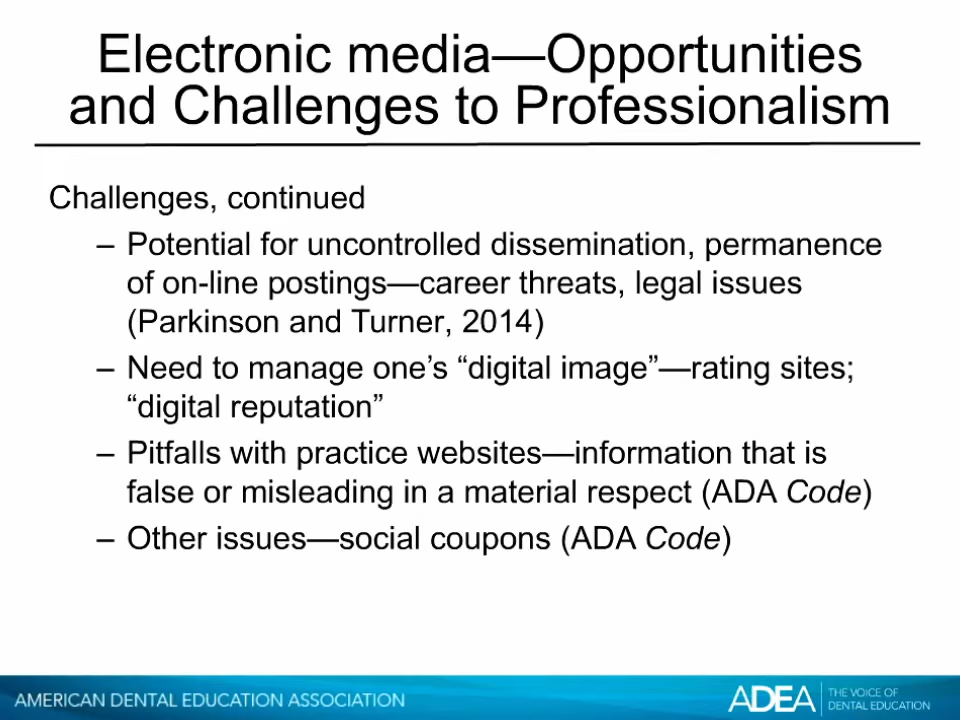 Electronic media—Opportunities
and Challenges to Professionalism
Challenges, continued
– Potential for uncontrolled dissemination, permanence
of on-line postings—career threats, legal issues
(Parkinson and Turner, 2014)
– Need to manage one’s “digital image”—rating sites;
“digital reputation”
– Pitfalls with practice websites—information that is
false or misleading in a material respect (ADA Code)
– Other issues—social coupons (ADA Code)
AMERICAN DENTAL EDUCATION ASSOCIATION
ADEA
THE VOICE OF
DENTAL EDUCATION